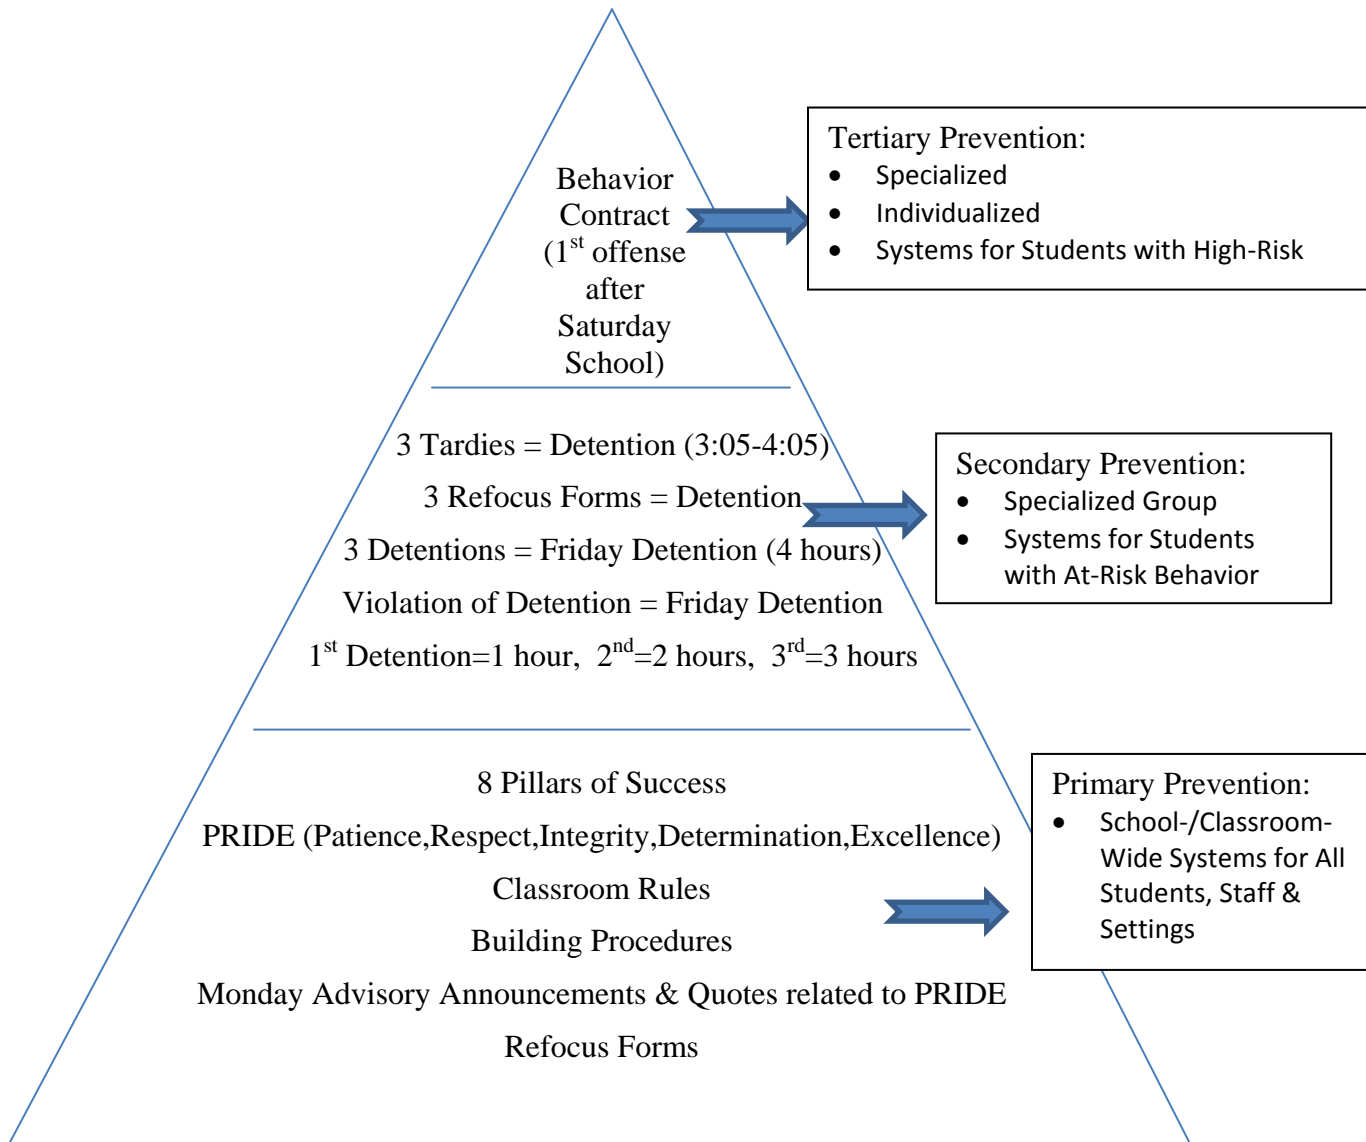 Behavior
Contract
(1st offense
after
Saturday
School)
Tertiary Prevention:
• Specialized
• Individualized
• Systems for Students with High-Risk
3 Tardies = Detention (3:05-4:05)
3 Refocus Forms = Detention
3 Detentions = Friday Detention (4 hours)
Violation of Detention = Friday Detention
1st Detention=1 hour, 2nd=2 hours, 3rd=3 hours
Secondary Prevention:
• Specialized Group
• Systems for Students
with At-Risk Behavior
8 Pillars of Success
PRIDE (Patience,Respect,Integrity,Determination,Excellence)
Classroom Rules
Building Procedures
Monday Advisory Announcements & Quotes related to PRIDE
Refocus Forms
Primary Prevention:
• School-/Classroom-
Wide Systems for All
Students, Staff &
Settings